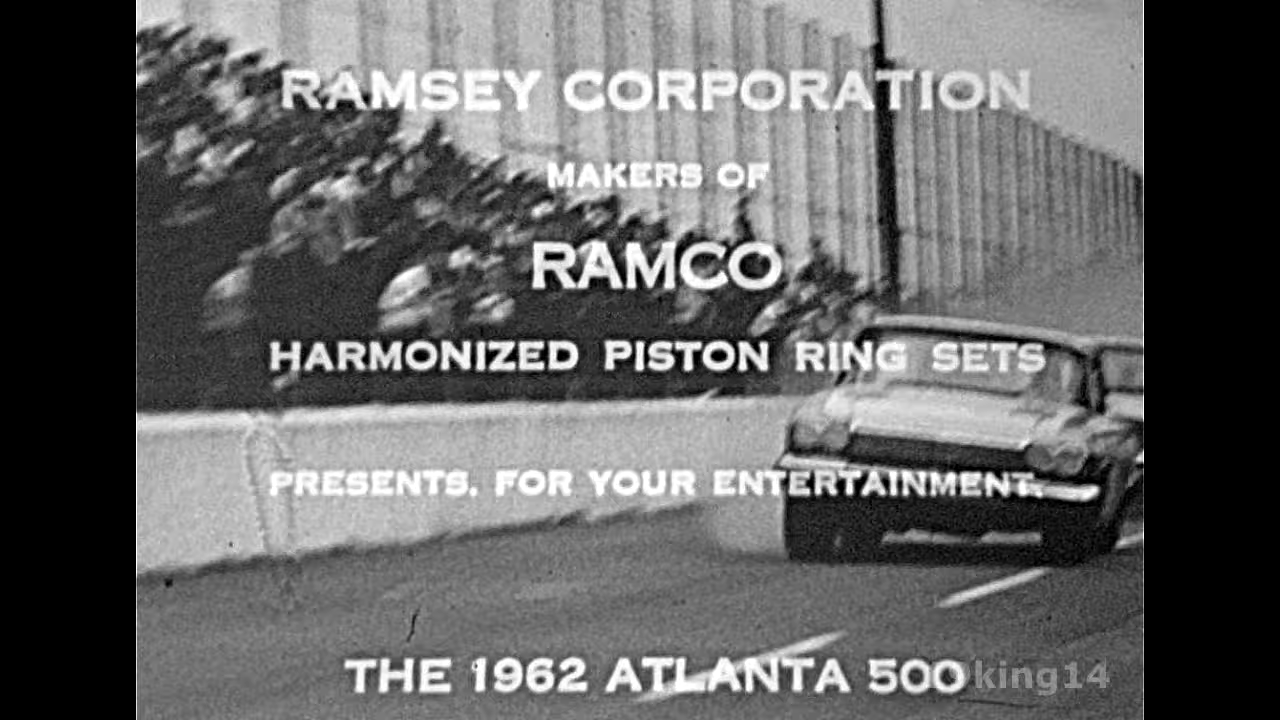 RAMSEY CORPORATION
MAKERS OF
RAMCO
HARMONIZED PISTON RING SETS
PRESENTS, FOR YOUR ENTERTAINMENT,
THE 1962 ATLANTA 500
king14